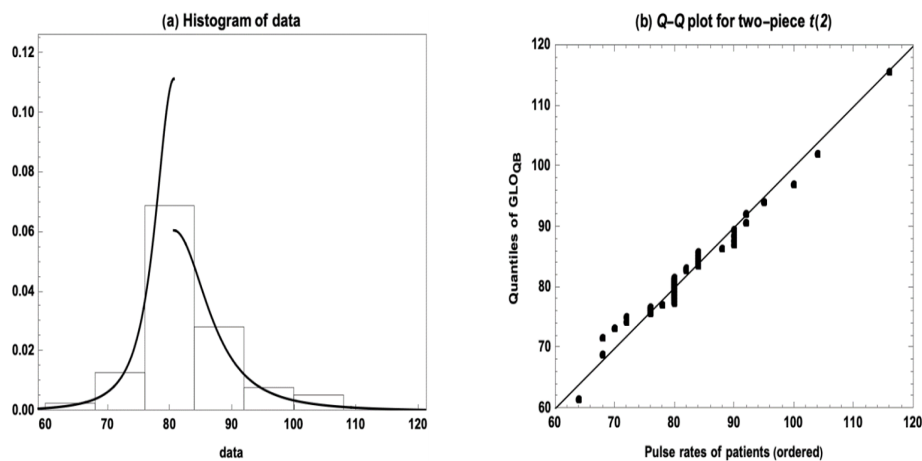 (a) Histogram of data
0.12
0.10
0.08
0.06
0.04
0.02
0.00
60 70 80 90 100 110 120
data
(b) Q–Q plot for two–piece t(2)
120
110
100
90
80
70
60
Quantiles of GLOQB
60 70 80 90 100 110 120
Pulse rates of patients (ordered)